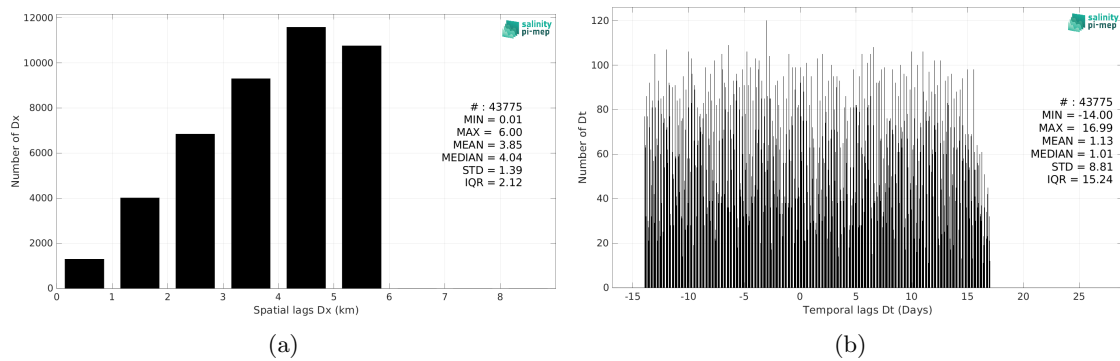 12000
10000
8000
6000
4000
2000
0
Number of Dx
0 1 2 3 4 5 6 7 8
Spatial lags Dx (km)
salinity
pi-mep
# : 43775
MIN = 0.01
MAX = 6.00
MEAN = 3.85
MEDIAN = 4.04
STD = 1.39
IQR = 2.12
(a)
120
100
80
60
40
20
0
Number of Dt
-15 -10 -5 0 5 10 15 20 25
Temporal lags Dt (Days)
salinity
pi-mep
# : 43775
MIN = -14.00
MAX = 16.99
MEAN = 1.13
MEDIAN = 1.01
STD = 8.81
IQR = 15.24
(b)